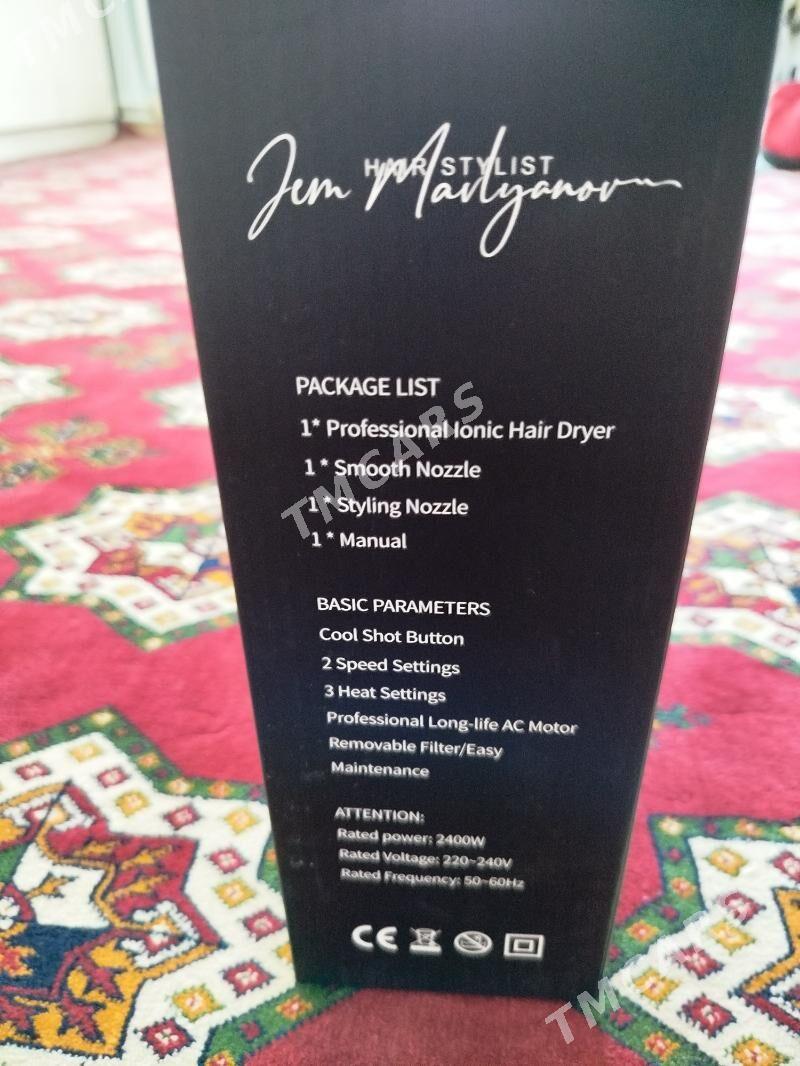 HAIR STYLIST
Jem Mavlyanov
PACKAGE LIST
1* Professional Ionic Hair Dryer
1* Smooth Nozzle
1* Styling Nozzle
1* Manual
BASIC PARAMETERS
Cool Shot Button
2 Speed Settings
3 Heat Settings
Professional Long-life AC Motor
Removable Filter/Easy
Maintenance
ATTENTION:
Rated power: 2400W
Rated Voltage: 220~240V
Rated Frequency: 50~60Hz
CE
TMCARS
TMCARS
TMC